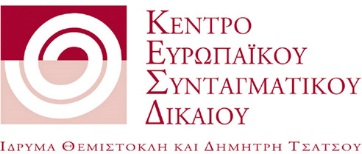 ΚΕΝΤΡΟ
ΕΥΡΩΠΑΪΚΟΥ
ΣΥΝΤΑΓΜΑΤΙΚΟΥ
ΔΙΚΑΙΟΥ
ΙΔΡΥΜΑ ΘΕΜΙΣΤΟΚΛΗ ΚΑΙ ΔΗΜΗΤΡΗ ΤΣΑΤΣΟΥ